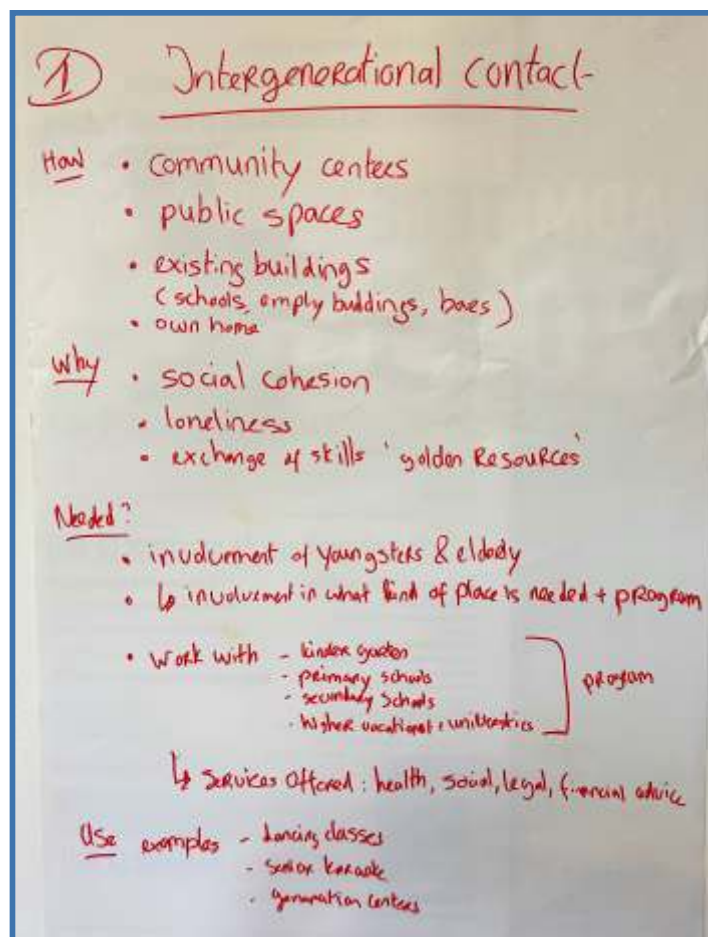 1 Intergenerational contact
How • community centers
• public spaces
• existing buildings
(schools, empty buildings, bars)
• own home
Why • social cohesion
• loneliness
• exchange of skills 'golden Resources'
Needed?
• involvement of youngsters & elderly
• ↳ involvement in what kind of place is needed + program
• work with - kinder garten
- primary schools
- secundary schools
- higher vocational + universities
program
↳ Services offered: health, social, legal, financial advice
Use examples - dancing classes
- senior karaoke
- generation centers